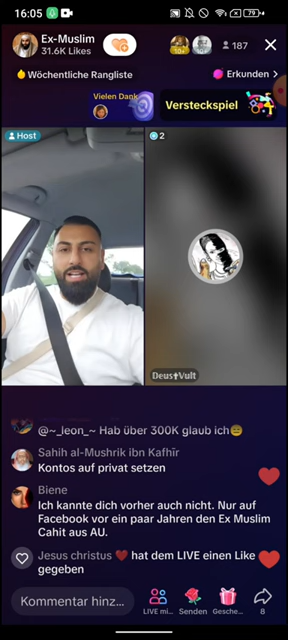 16:05
79
Ex-Muslim
31.6K Likes
187
Wöchentliche Rangliste
Erkunden
Vielen Dank
Versteckspiel
Host
2
Deus✝Vult
@~_leon_~ Hab über 300K glaub ich😑
Sahih al-Mushrik ibn Kafhīr
Kontos auf privat setzen
Biene
Ich kannte dich vorher auch nicht. Nur auf
Facebook vor ein paar Jahren den Ex Muslim
Cahit aus AU.
Jesus christus ❤️ hat dem LIVE einen Like
gegeben
Kommentar hinz...
LIVE mi...
Senden
Gesche...
8